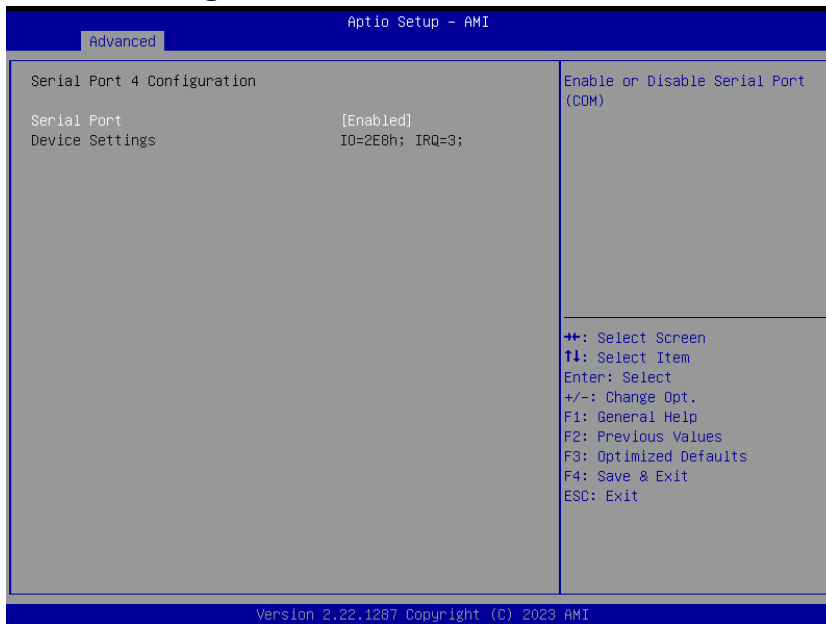 Aptio Setup – AMI
Advanced
Serial Port 4 Configuration
Serial Port [Enabled]
Device Settings IO=2E8h; IRQ=3;
Enable or Disable Serial Port
(COM)
→←: Select Screen
↑↓: Select Item
Enter: Select
+/-: Change Opt.
F1: General Help
F2: Previous Values
F3: Optimized Defaults
F4: Save & Exit
ESC: Exit
Version 2.22.1287 Copyright (C) 2023 AMI